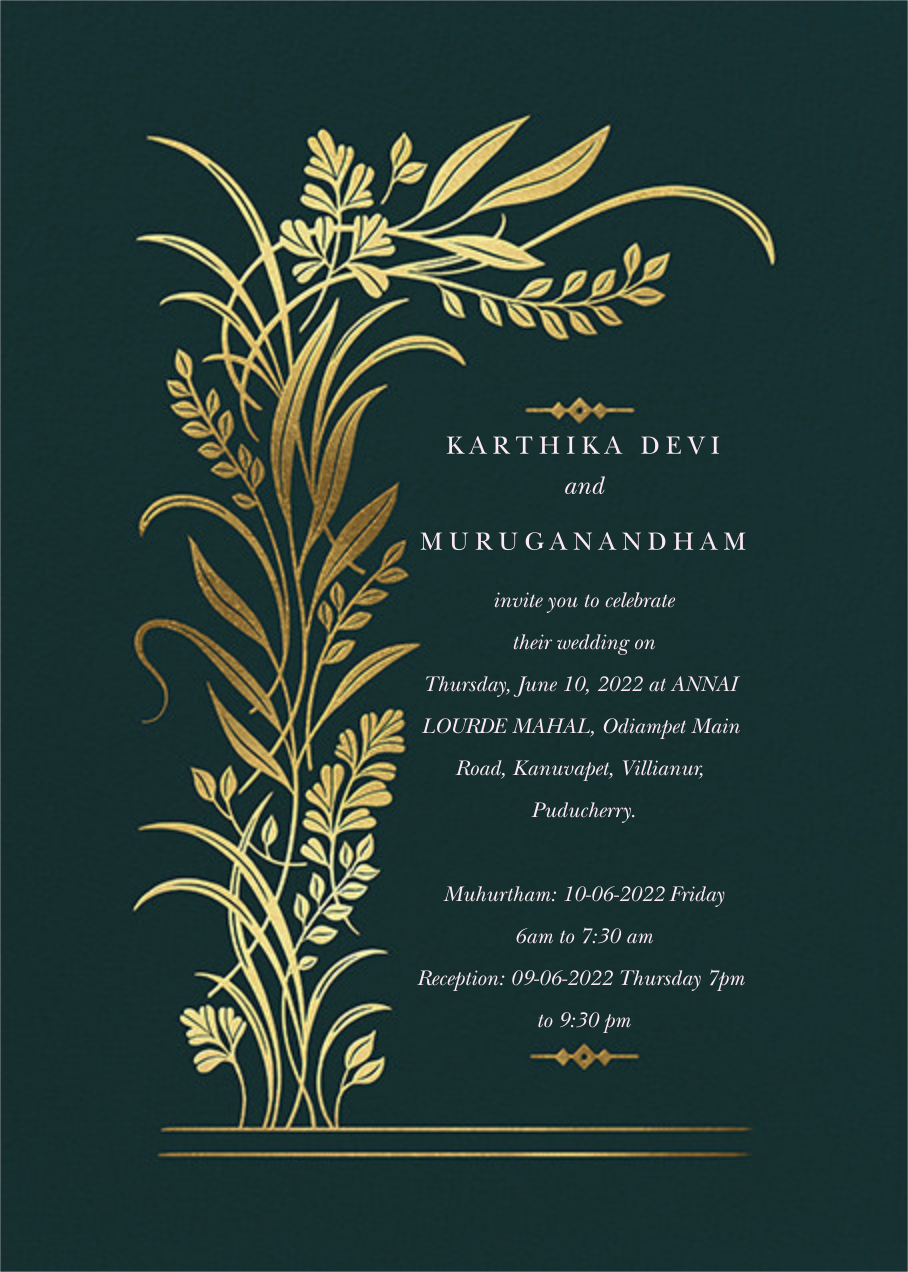 KARTHIKA DEVI
and
MURUGANANDHAM
invite you to celebrate
their wedding on
Thursday, June 10, 2022 at ANNAI
LOURDE MAHAL, Odiampet Main
Road, Kanuvapet, Villianur,
Puducherry.
Muhurtham: 10-06-2022 Friday
6am to 7:30 am
Reception: 09-06-2022 Thursday 7pm
to 9:30 pm